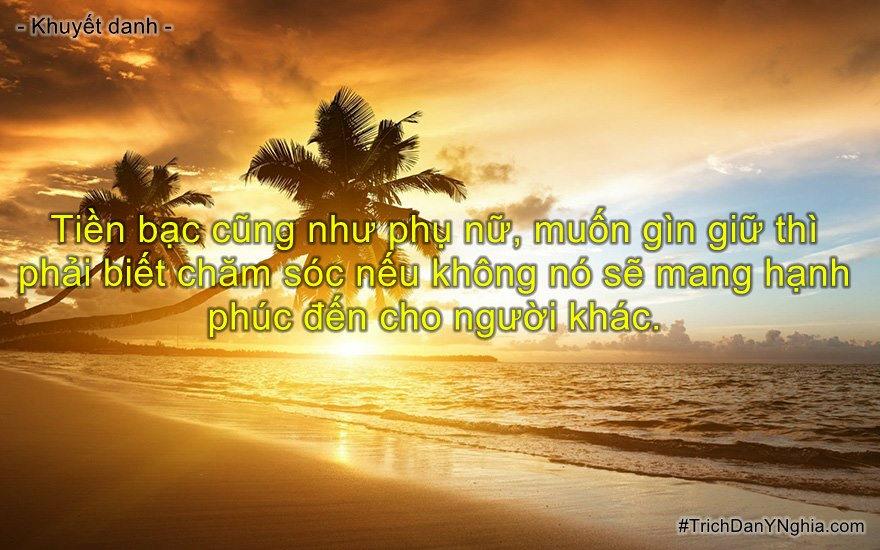 - Khuyết danh -
Tiền bạc cũng như phụ nữ, muốn gìn giữ thì
phải biết chăm sóc nếu không nó sẽ mang hạnh
phúc đến cho người khác.
#TrichDanYNghia.com